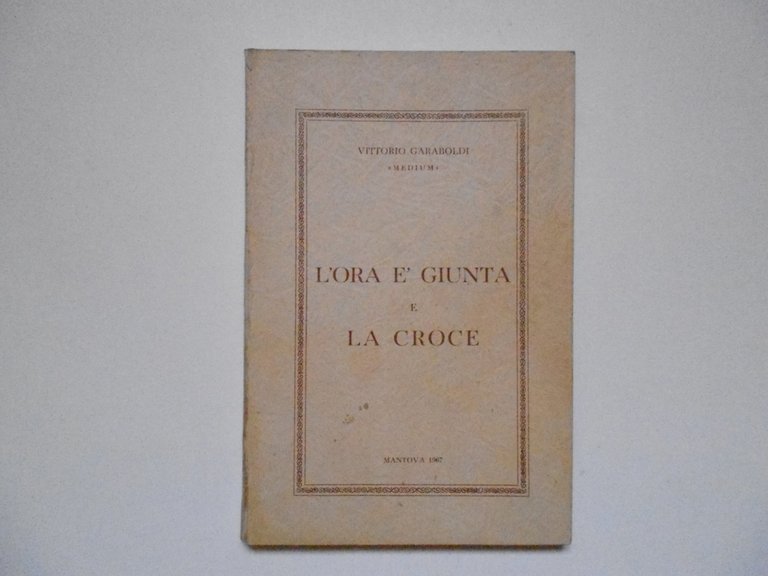 VITTORIO GARABOLDI
«MEDIUM»
L'ORA E' GIUNTA
E
LA CROCE
MANTOVA 1967